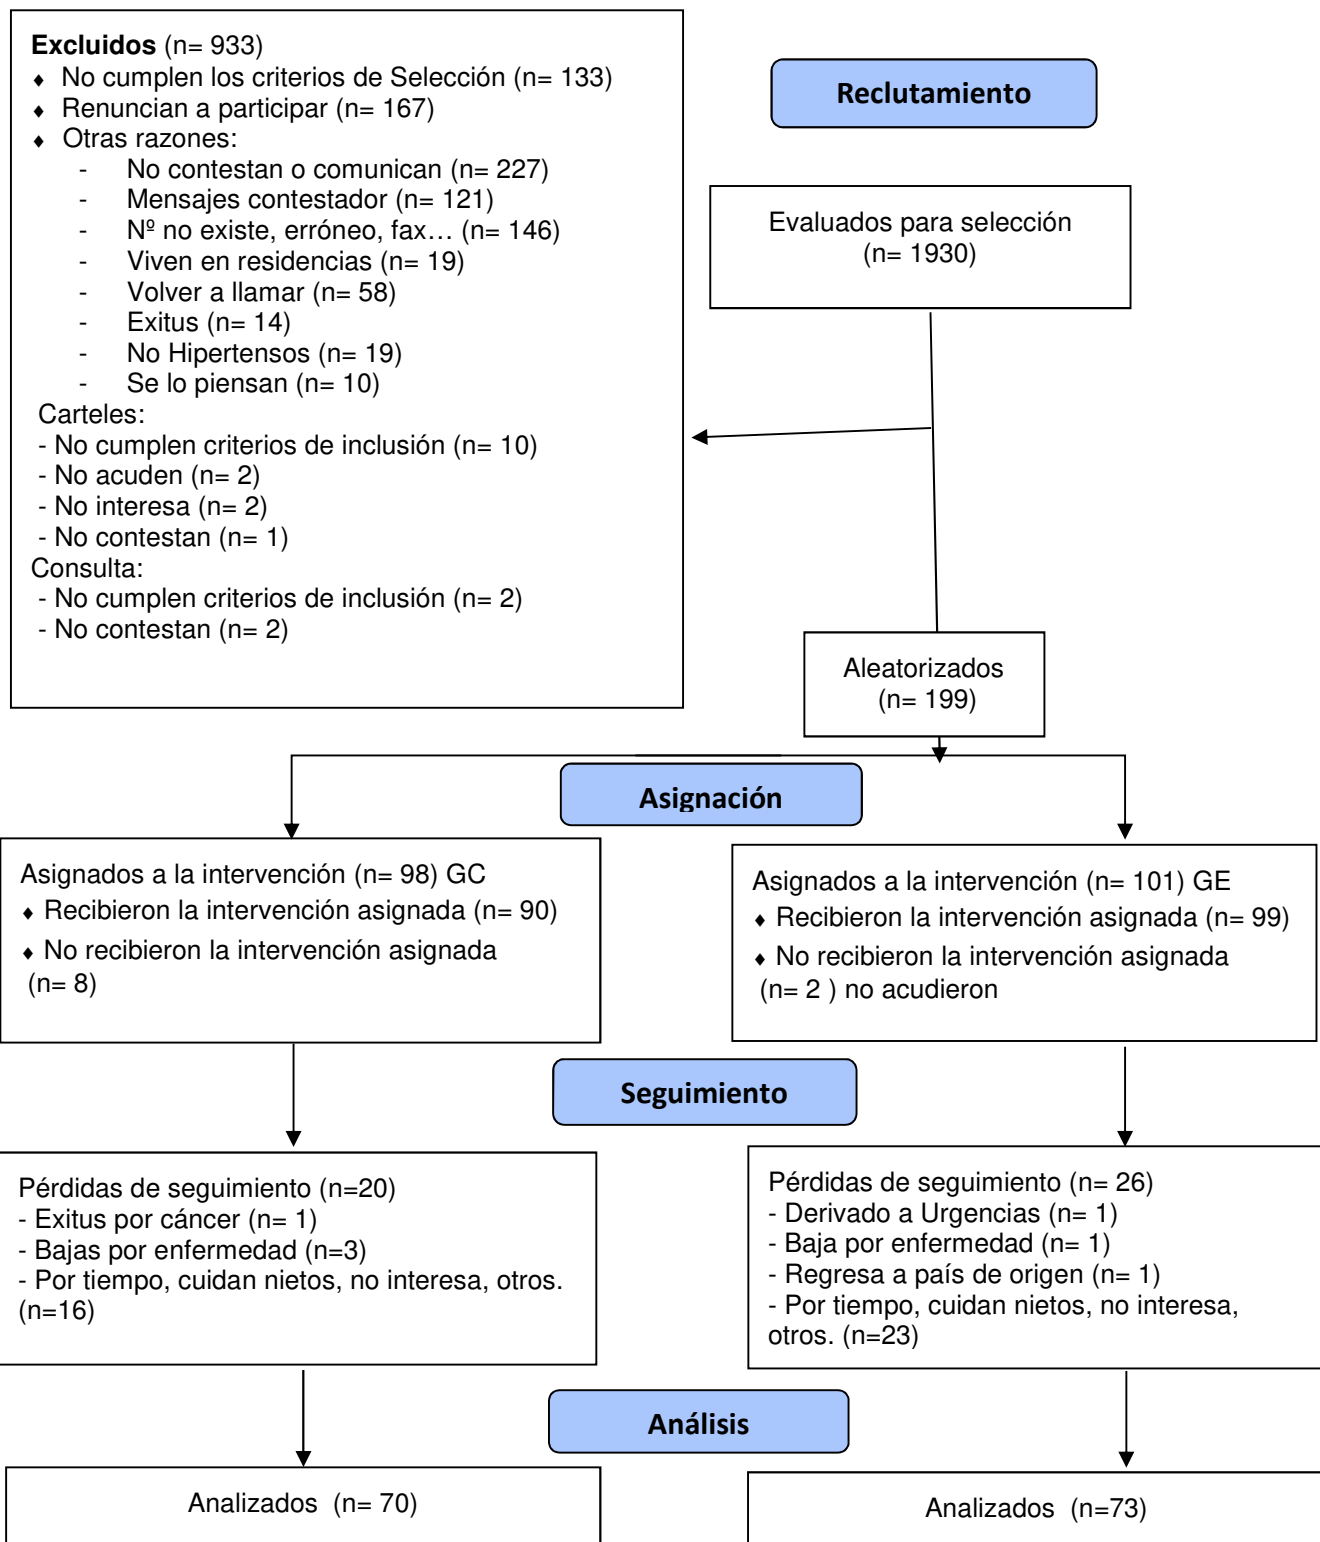 Excluidos (n= 933)
♦ No cumplen los criterios de Selección (n= 133)
♦ Renuncian a participar (n= 167)
♦ Otras razones:
- No contestan o comunican (n= 227)
- Mensajes contestador (n= 121)
- Nº no existe, erróneo, fax… (n= 146)
- Viven en residencias (n= 19)
- Volver a llamar (n= 58)
- Exitus (n= 14)
- No Hipertensos (n= 19)
- Se lo piensan (n= 10)
Carteles:
- No cumplen criterios de inclusión (n= 10)
- No acuden (n= 2)
- No interesa (n= 2)
- No contestan (n= 1)
Consulta:
- No cumplen criterios de inclusión (n= 2)
- No contestan (n= 2)
Reclutamiento
Evaluados para selección
(n= 1930)
Aleatorizados
(n= 199)
Asignación
Asignados a la intervención (n= 98) GC
♦ Recibieron la intervención asignada (n= 90)
♦ No recibieron la intervención asignada
(n= 8)
Asignados a la intervención (n= 101) GE
♦ Recibieron la intervención asignada (n= 99)
♦ No recibieron la intervención asignada
(n= 2 ) no acudieron
Seguimiento
Pérdidas de seguimiento (n=20)
- Exitus por cáncer (n= 1)
- Bajas por enfermedad (n=3)
- Por tiempo, cuidan nietos, no interesa, otros.
(n=16)
Pérdidas de seguimiento (n= 26)
- Derivado a Urgencias (n= 1)
- Baja por enfermedad (n= 1)
- Regresa a país de origen (n= 1)
- Por tiempo, cuidan nietos, no interesa,
otros. (n=23)
Análisis
Analizados (n= 70)
Analizados (n=73)